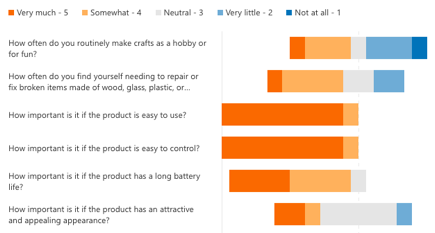 Very much - 5 Somewhat - 4 Neutral - 3 Very little - 2 Not at all - 1
How often do you routinely make crafts as a hobby or
for fun?
How often do you find yourself needing to repair or
fix broken items made of wood, glass, plastic, or...
How important is it if the product is easy to use?
How important is it if the product is easy to control?
How important is it if the product has a long battery
life?
How important is it if the product has an attractive
and appealing appearance?